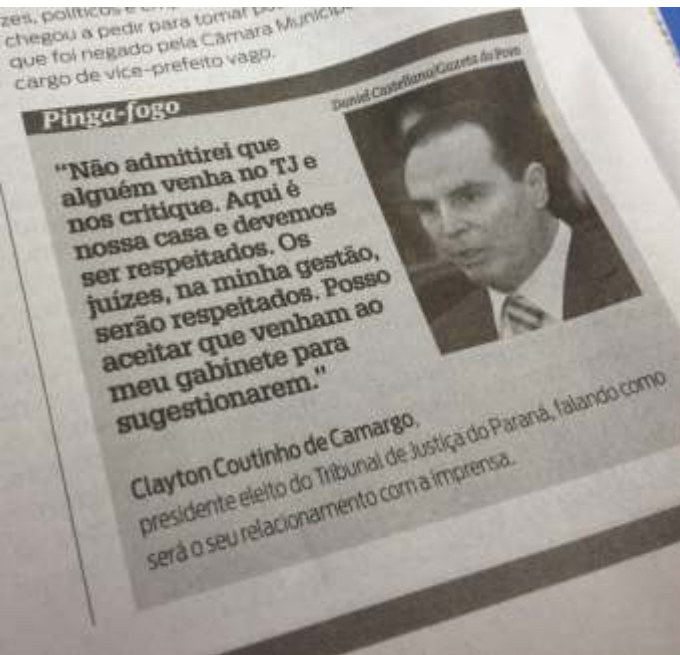 zes, políticos e
chegou a pedir para tomar
que foi negado pela Câmara
cargo de vice-prefeito vago.
Pinga-fogo
Daniel Castellano/Gazeta do Povo
“Não admitirei que
alguém venha no TJ e
nos critique. Aqui é
nossa casa e devemos
ser respeitados. Os
juízes, na minha gestão,
serão respeitados. Posso
aceitar que venham ao
meu gabinete para
sugestionarem.”
Clayton Coutinho de Camargo,
presidente eleito do Tribunal de Justiça do Paraná, falando como
será o seu relacionamento com a imprensa.